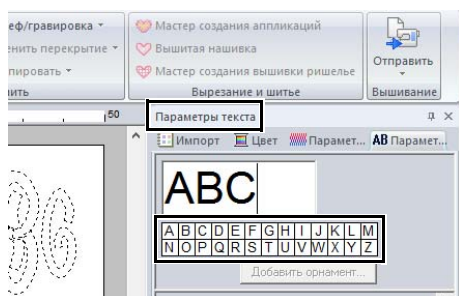 еф/гравировка
енить перекрытие
пировать
ить
Мастер создания аппликаций
Вышитая нашивка
Мастер создания вышивки ришелье
Вырезание и шитье
Отправить
Вышивание
50
Параметры текста
Импорт Цвет Парамет... AB Парамет...
ABC
A B C D E F G H I J K L M
N O P Q R S T U V W X Y Z
Добавить орнамент...